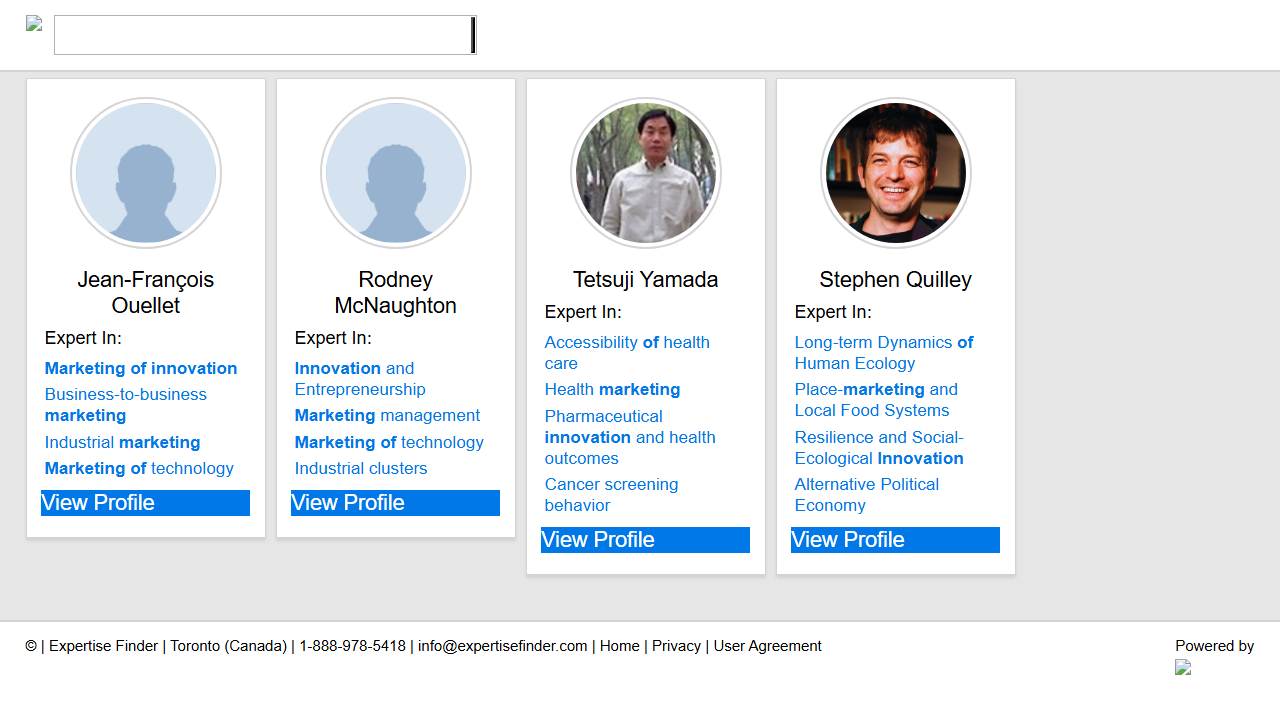 Jean-François
Ouellet
Expert In:
Marketing of innovation
Business-to-business
marketing
Industrial marketing
Marketing of technology
View Profile
Rodney
McNaughton
Expert In:
Innovation and
Entrepreneurship
Marketing management
Marketing of technology
Industrial clusters
View Profile
Tetsuji Yamada
Expert In:
Accessibility of health
care
Health marketing
Pharmaceutical
innovation and health
outcomes
Cancer screening
behavior
View Profile
Stephen Quilley
Expert In:
Long-term Dynamics of
Human Ecology
Place-marketing and
Local Food Systems
Resilience and Social-
Ecological Innovation
Alternative Political
Economy
View Profile
© | Expertise Finder | Toronto (Canada) | 1-888-978-5418 | info@expertisefinder.com | Home | Privacy | User Agreement
Powered by